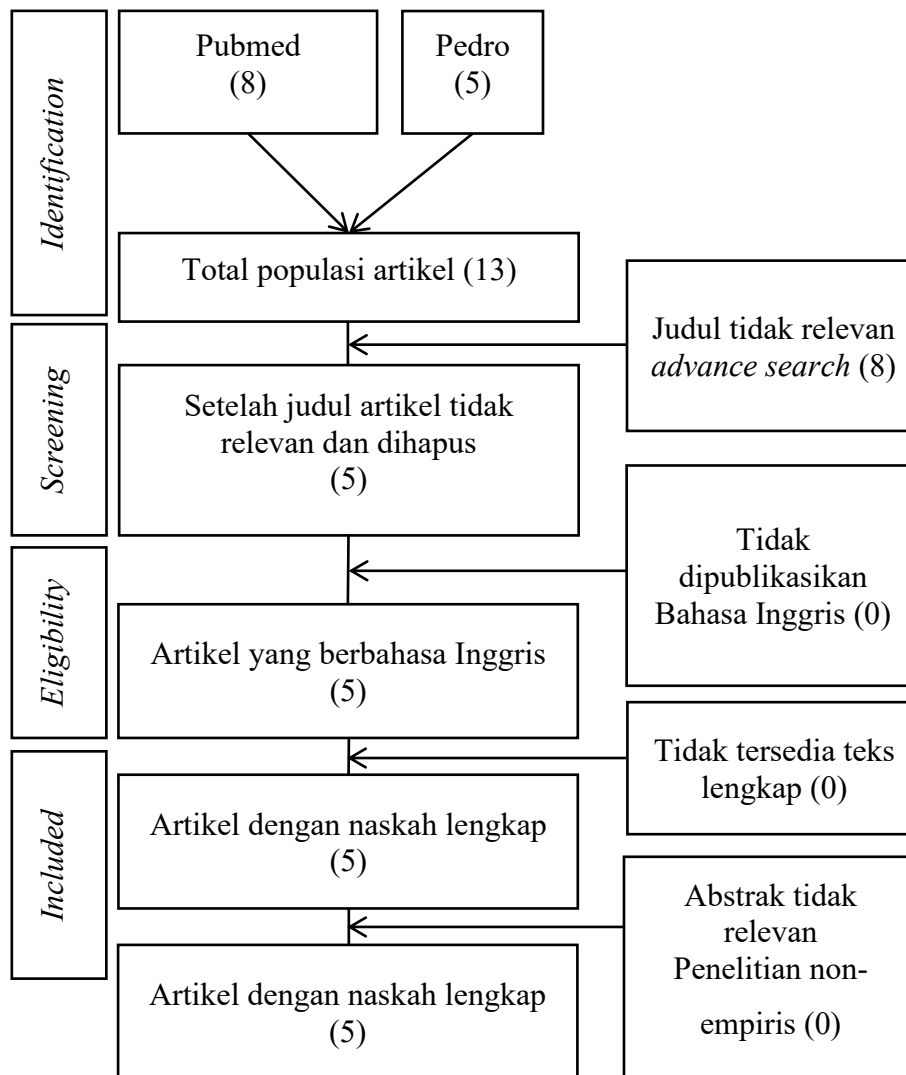 Identification
Pubmed
(8)
Pedro
(5)
Total populasi artikel (13)
Judul tidak relevan
advance search (8)
Screening
Setelah judul artikel tidak
relevan dan dihapus
(5)
Tidak
dipublikasikan
Bahasa Inggris (0)
Eligibility
Artikel yang berbahasa Inggris
(5)
Tidak tersedia teks
lengkap (0)
Included
Artikel dengan naskah lengkap
(5)
Abstrak tidak
relevan
Penelitian non-
empiris (0)
Artikel dengan naskah lengkap
(5)